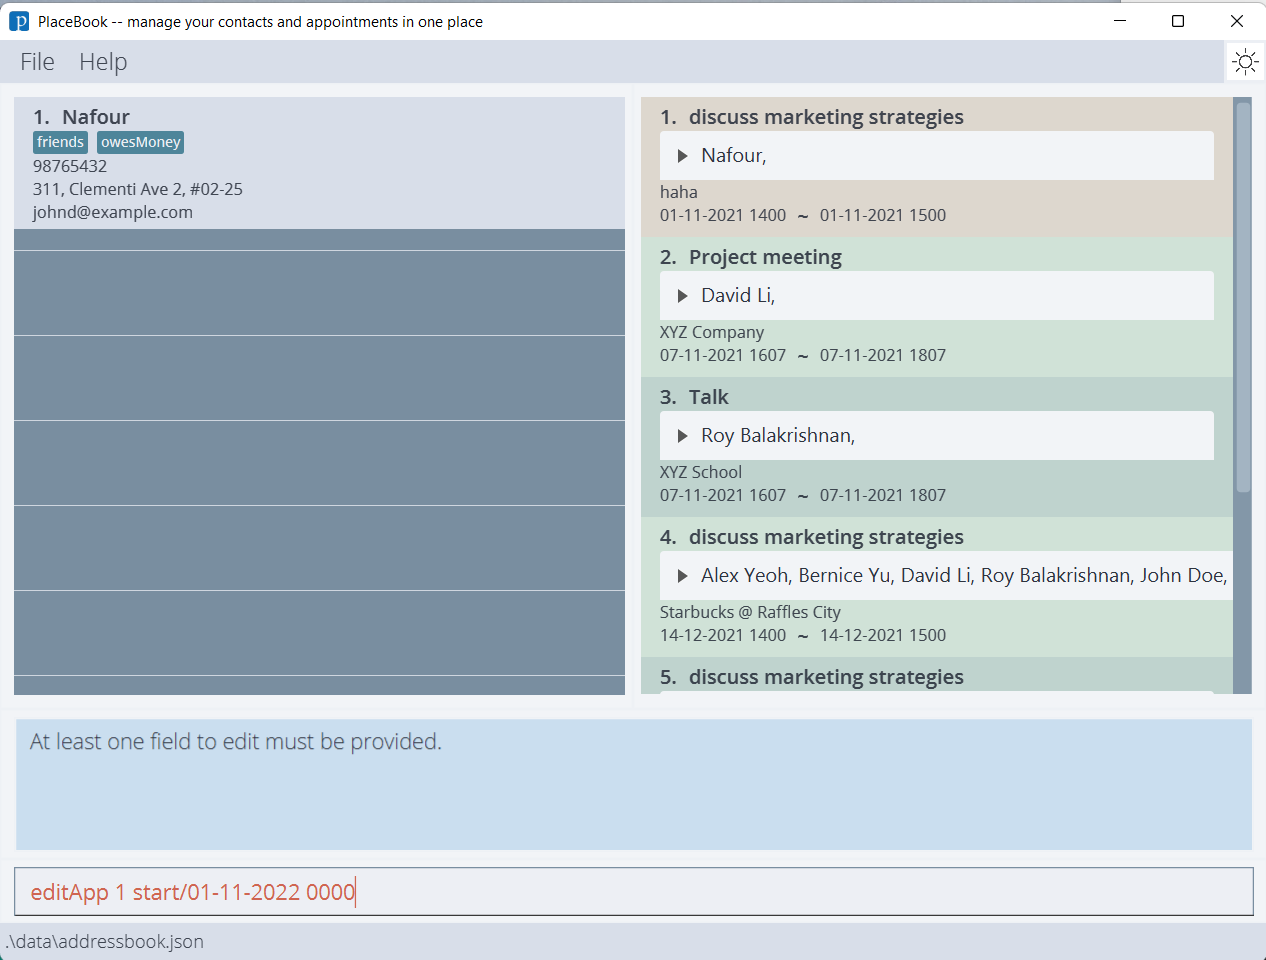 PlaceBook -- manage your contacts and appointments in one place
File Help
1. Nafour
friends owesMoney
98765432
311, Clementi Ave 2, #02-25
johnd@example.com
1. discuss marketing strategies
Nafour,
haha
01-11-2021 1400 ~ 01-11-2021 1500
2. Project meeting
David Li,
XYZ Company
07-11-2021 1607 ~ 07-11-2021 1807
3. Talk
Roy Balakrishnan,
XYZ School
07-11-2021 1607 ~ 07-11-2021 1807
4. discuss marketing strategies
Alex Yeoh, Bernice Yu, David Li, Roy Balakrishnan, John Doe,
Starbucks @ Raffles City
14-12-2021 1400 ~ 14-12-2021 1500
5. discuss marketing strategies
At least one field to edit must be provided.
editApp 1 start/01-11-2022 0000
.\data\addressbook.json